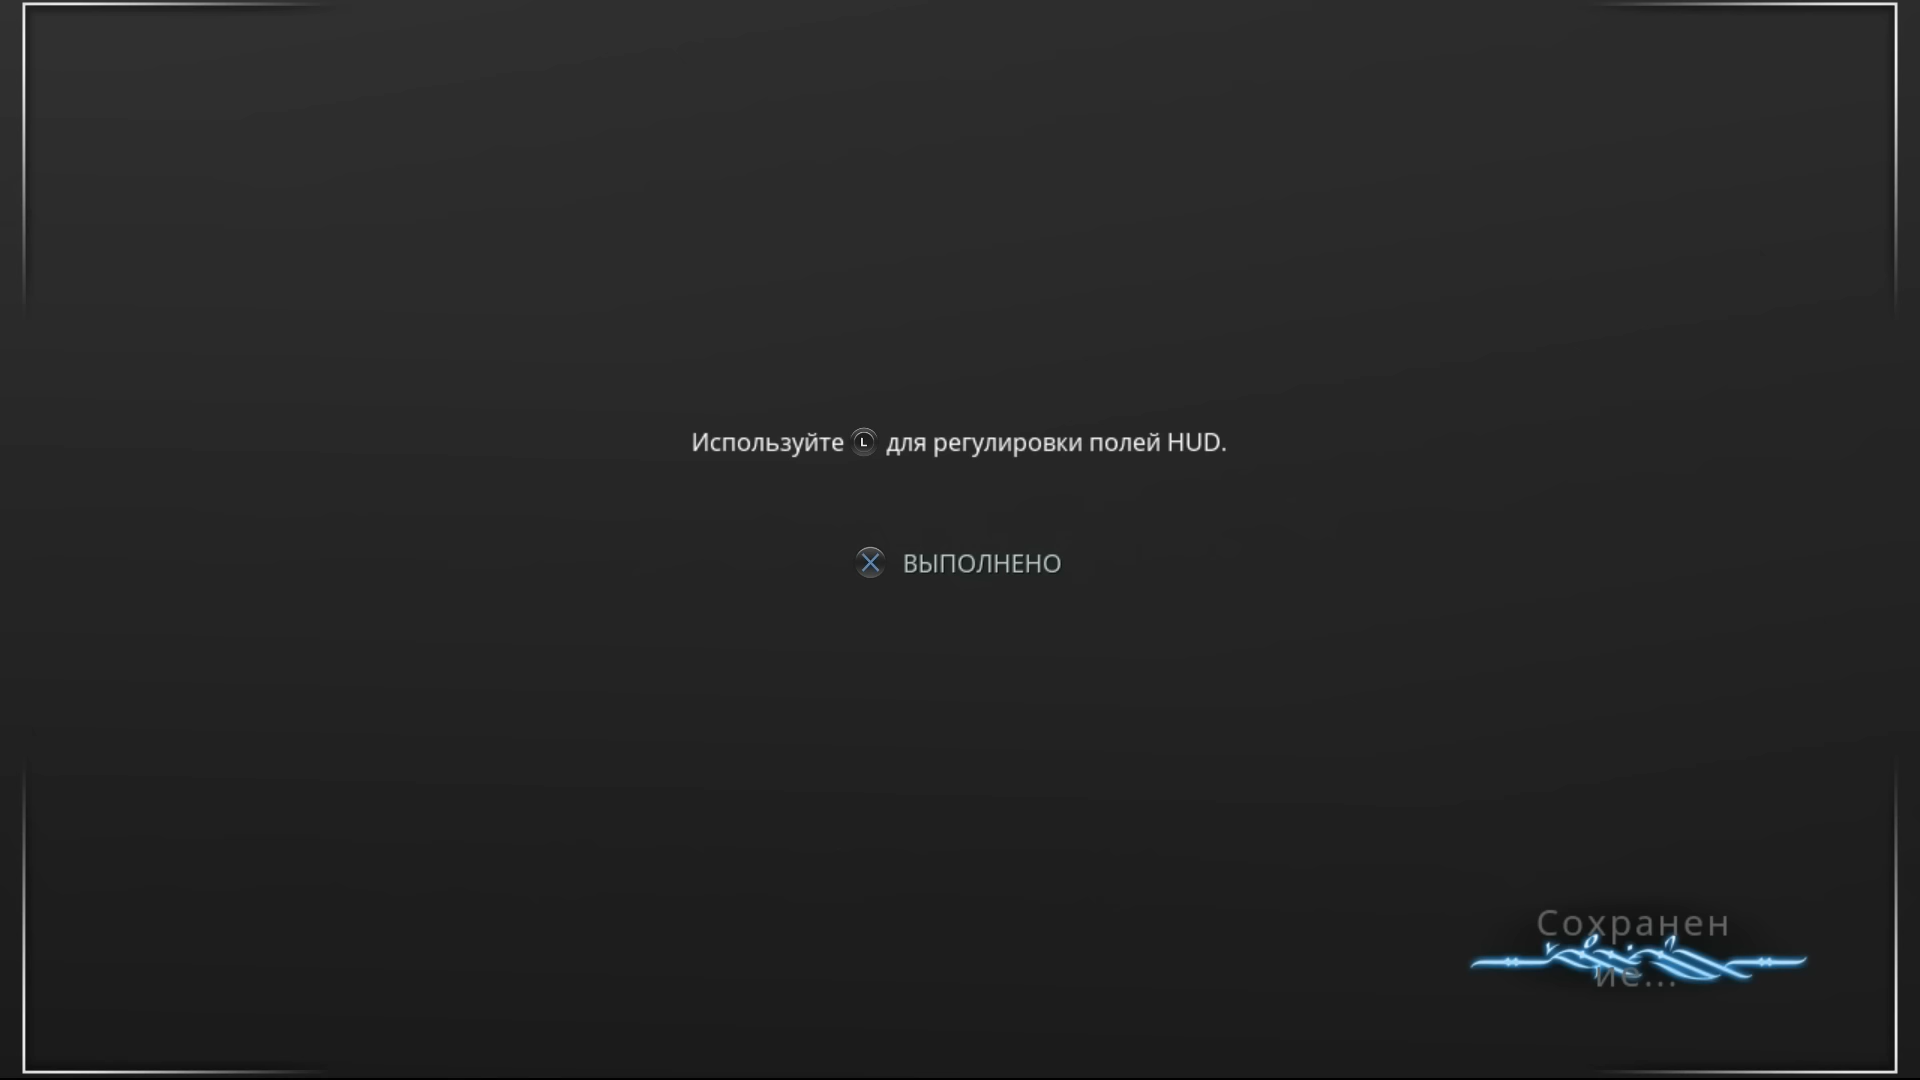 Используйте L для регулировки полей HUD.
ВЫПОЛНЕНО
Сохранен
ие...